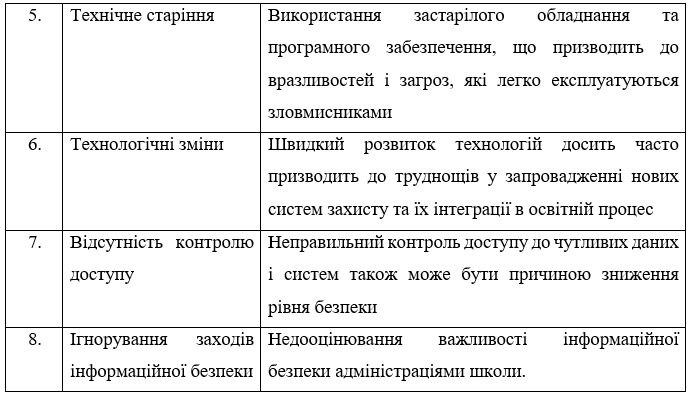 5. Технічне старіння Використання застарілого обладнання та
програмного забезпечення, що призводить до
вразливостей і загроз, які легко експлуатуються
зловмисниками
6. Технологічні зміни Швидкий розвиток технологій досить часто
призводить до труднощів у запровадженні нових
систем захисту та їх інтеграції в освітній процес
7. Відсутність контролю
доступу
Неправильний контроль доступу до чутливих даних
і систем також може бути причиною зниження
рівня безпеки
8. Ігнорування заходів
інформаційної безпеки
Недооцінювання важливості інформаційної
безпеки адміністраціями школи.